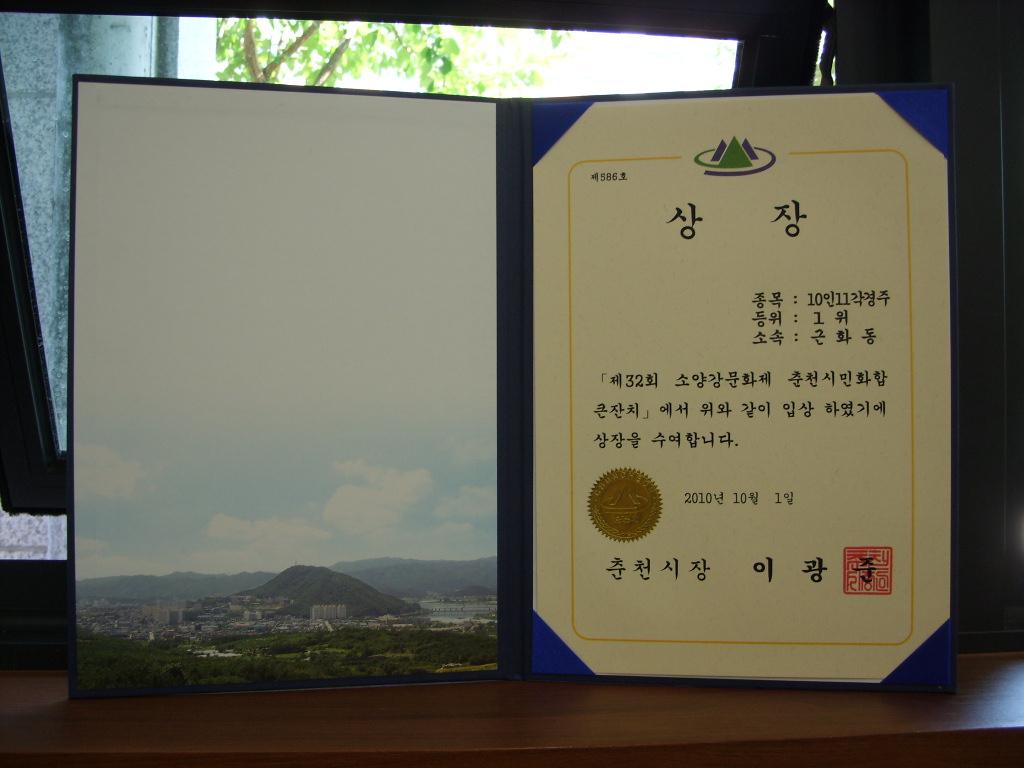 제586호
상 장
종목 : 10인11각경주
등위 : 1 위
소속 : 근 화 동
「제32회 소양강문화제 춘천시민화합
큰잔치」에서 위와 같이 입상 하였기에
상장을 수여합니다.
2010년 10월 1일
춘천시장 이 광 준